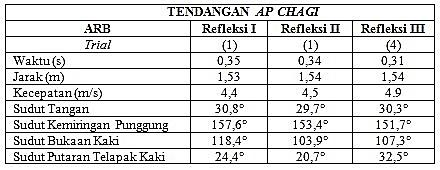 TENDANGAN AP CHAGI
ARB Refleksi I Refleksi II Refleksi III
Trial (1) (1) (4)
Waktu (s) 0,35 0,34 0,31
Jarak (m) 1,53 1,54 1,54
Kecepatan (m/s) 4,4 4,5 4.9
Sudut Tangan 30,8° 29,7° 30,3°
Sudut Kemiringan Punggung 157,6° 153,4° 151,7°
Sudut Bukaan Kaki 118,4° 103,9° 107,3°
Sudut Putaran Telapak Kaki 24,4° 20,7° 32,5°